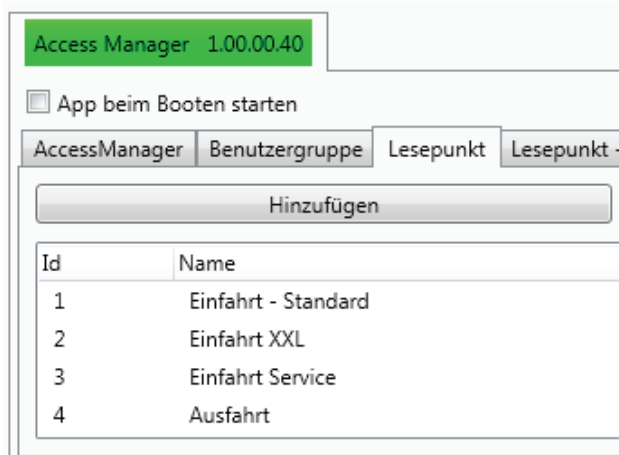 Access Manager 1.00.00.40
App beim Booten starten
AccessManager Benutzergruppe Lesepunkt Lesepunkt -
Hinzufügen
Id Name
1 Einfahrt - Standard
2 Einfahrt XXL
3 Einfahrt Service
4 Ausfahrt